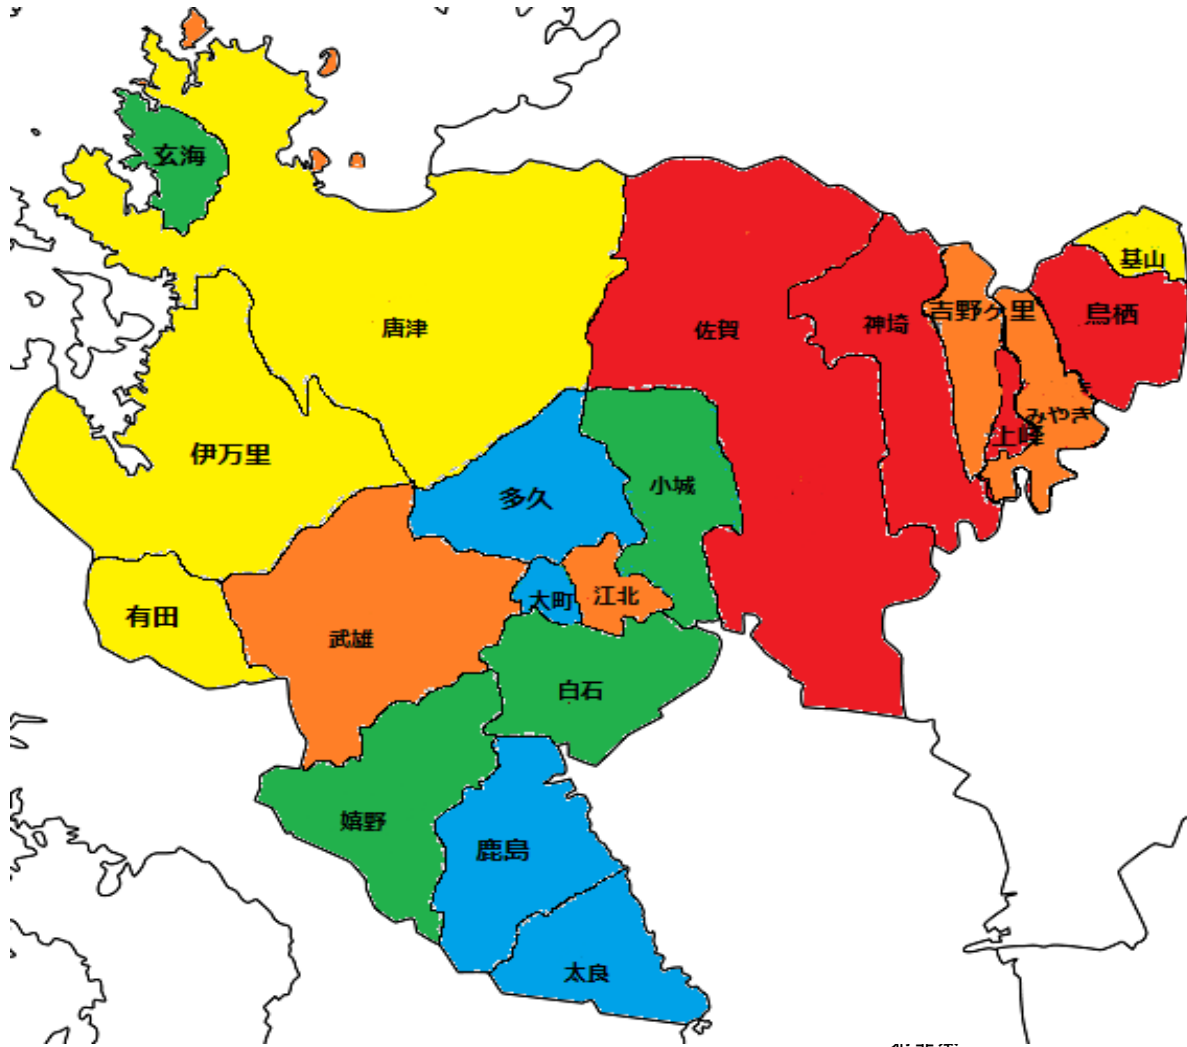 玄海
基山
吉野ヶ里
鳥栖
唐津
佐賀
神埼
みやき
上峰
伊万里
小城
多久
江北
大町
有田
武雄
白石
嬉野
鹿島
太良